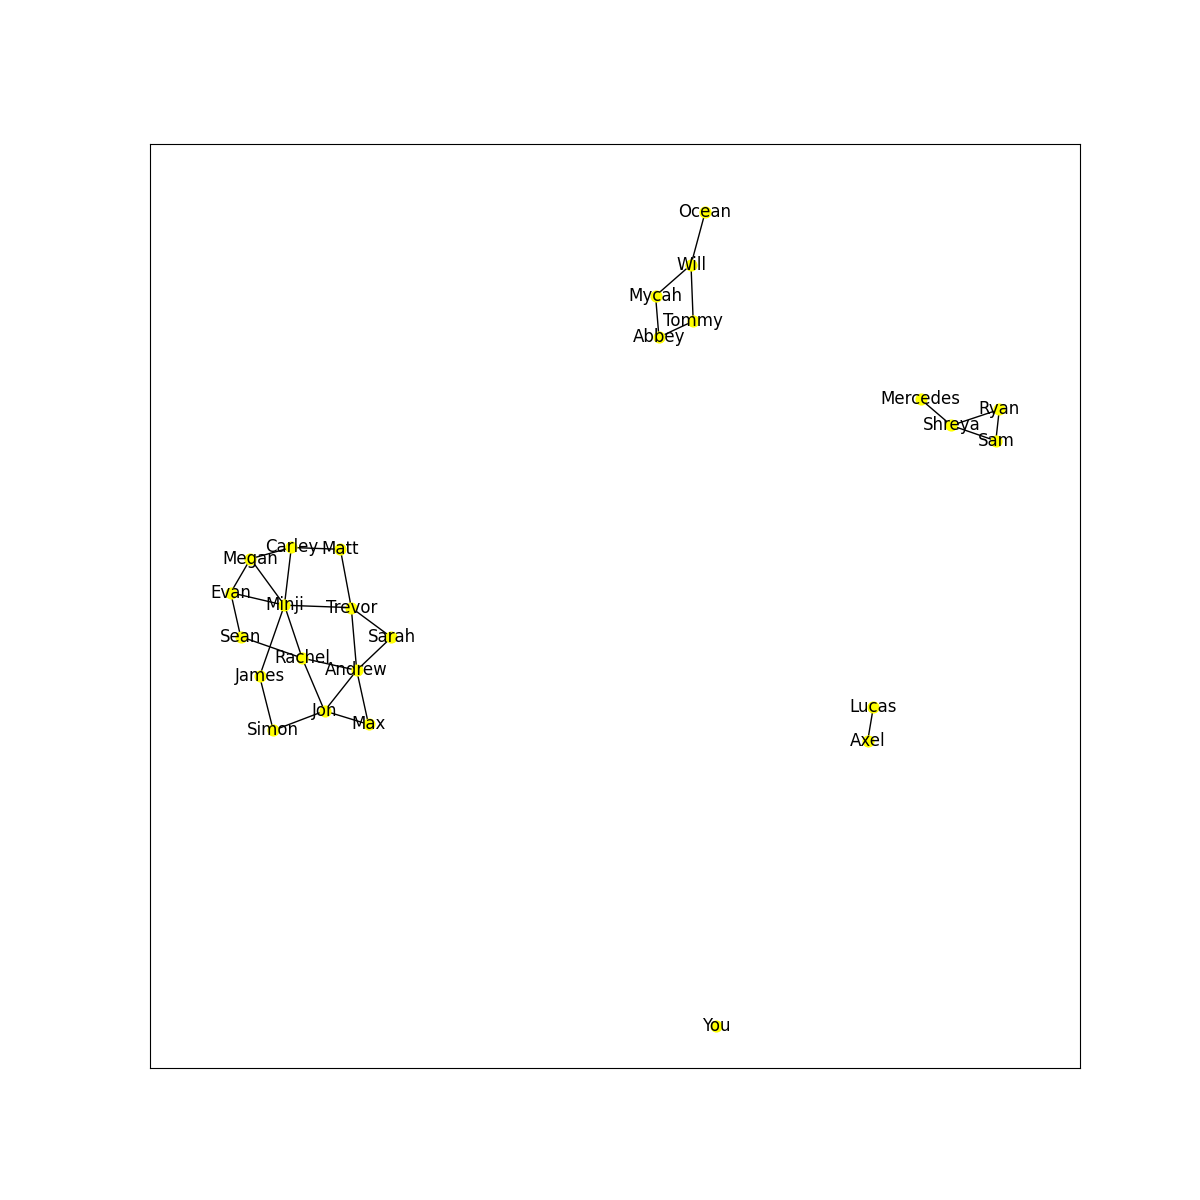 Ocean
Will
Mycah
Tommy
Abbey
Mercedes
Ryan
Shreya
Sam
Carley
Matt
Megan
Evan
Minji
Trevor
Sean
Sarah
Rachel
Andrew
James
Jon
Max
Simon
Lucas
Axel
You